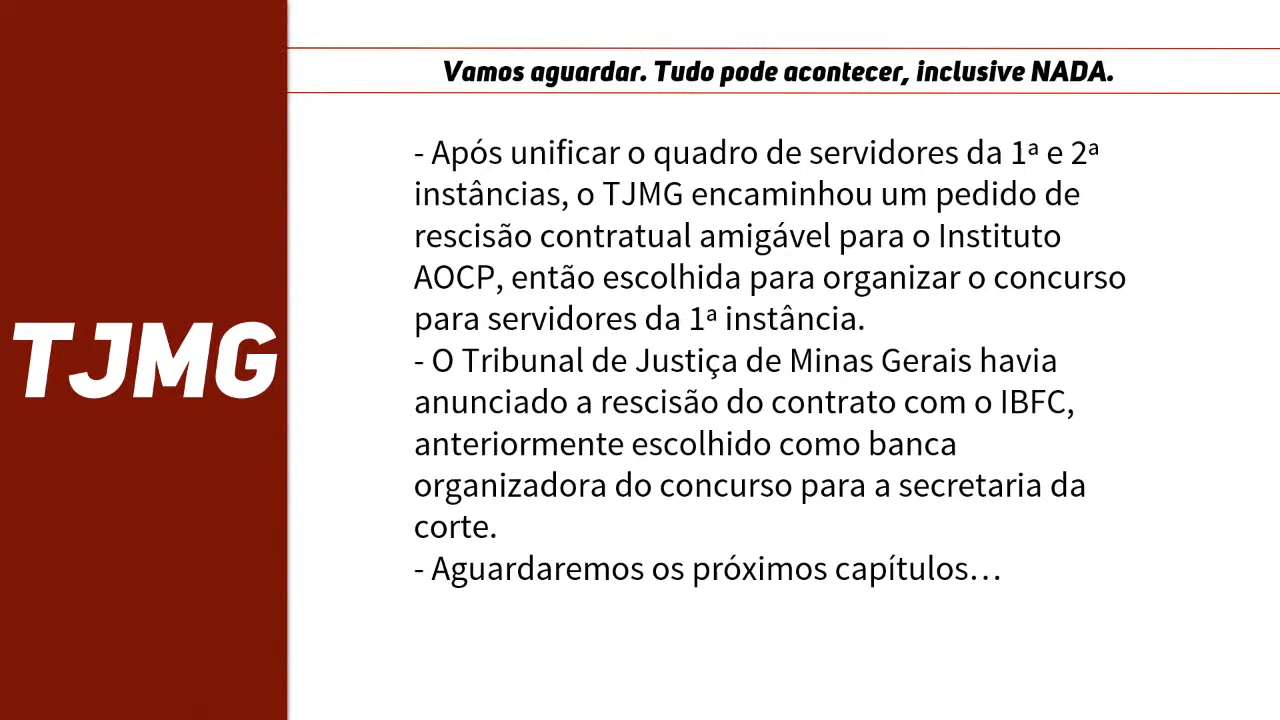 Vamos aguardar. Tudo pode acontecer, inclusive NADA.
TJMG
- Após unificar o quadro de servidores da 1ª e 2ª
instâncias, o TJMG encaminhou um pedido de
rescisão contratual amigável para o Instituto
AOCP, então escolhida para organizar o concurso
para servidores da 1ª instância.
- O Tribunal de Justiça de Minas Gerais havia
anunciado a rescisão do contrato com o IBFC,
anteriormente escolhido como banca
organizadora do concurso para a secretaria da
corte.
- Aguardaremos os próximos capítulos…